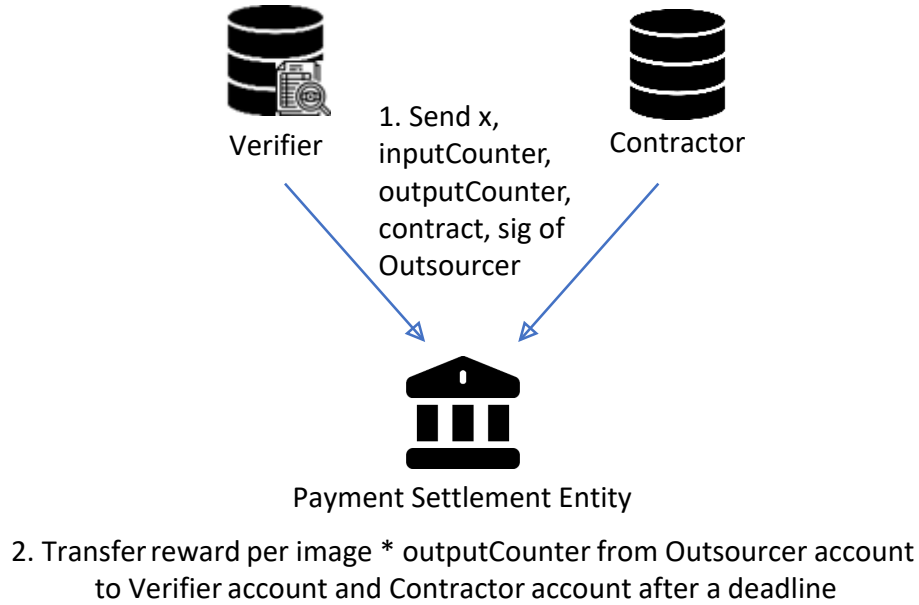 Verifier
1. Send x,
inputCounter,
outputCounter,
contract, sig of
Outsourcer
Contractor
Payment Settlement Entity
2. Transfer reward per image * outputCounter from Outsourcer account
to Verifier account and Contractor account after a deadline